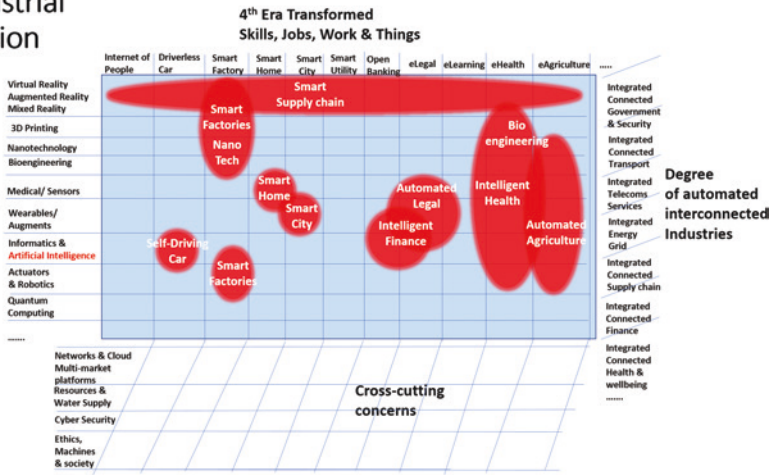 strial
ion
4th Era Transformed
Skills, Jobs, Work & Things
Internet of
People
Driverless
Car
Smart
Factory
Smart
Home
Smart
City
Smart
Utility
Open
Banking
eLegal
eLearning
eHealth
eAgriculture
.....
Virtual Reality
Augmented Reality
Mixed Reality
3D Printing
Nanotechnology
Bioengineering
Medical/ Sensors
Wearables/
Augments
Informatics &
Artificial Intelligence
Actuators
& Robotics
Quantum
Computing
.......
Smart
Supply chain
Smart
Factories
Nano
Tech
Smart
Home
Smart
City
Self-Driving
Car
Smart
Factories
Automated
Legal
Intelligent
Finance
Bio
engineering
Intelligent
Health
Automated
Agriculture
Integrated
Connected
Government
& Security
Integrated
Connected
Transport
Integrated
Telecoms
Services
Integrated
Energy
Grid
Integrated
Connected
Supply chain
Integrated
Connected
Finance
Integrated
Connected
Health &
wellbeing
.......
Degree
of automated
interconnected
Industries
Networks & Cloud
Multi-market
platforms
Resources &
Water Supply
Cyber Security
Ethics,
Machines
& society
Cross-cutting
concerns